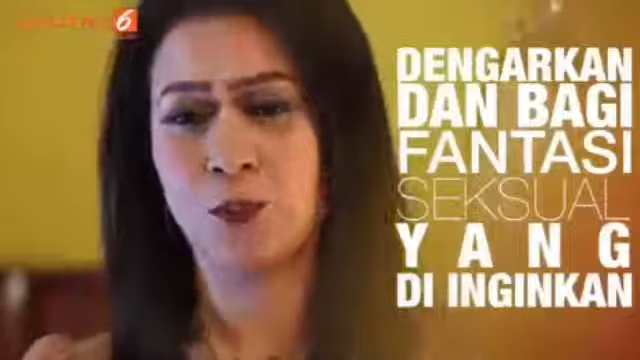 DENGARKAN
DAN BAGI
FANTASI
SEKSUAL
YANG
DI INGINKAN